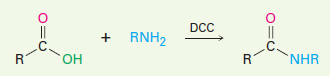 O O
C + RNH₂ DCC C
R OH R NHR